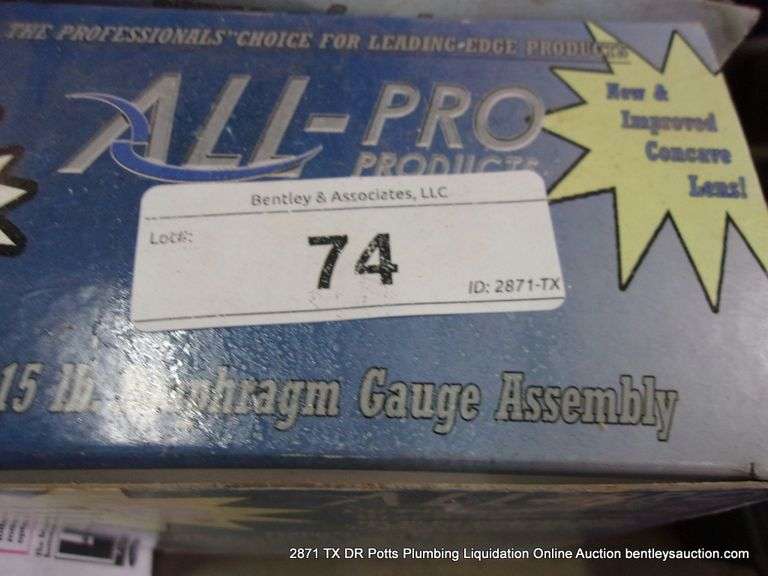 THE PROFESSIONALS' CHOICE FOR LEADING-EDGE PRODUCTS
ALL-PRO
PRODUCTS
New &
Improved
Concave
Lens!
Bentley & Associates, LLC
Lot#:
74
ID: 2871-TX
15 lb. Diaphragm Gauge Assembly
2871 TX DR Potts Plumbing Liquidation Online Auction bentleysauction.com